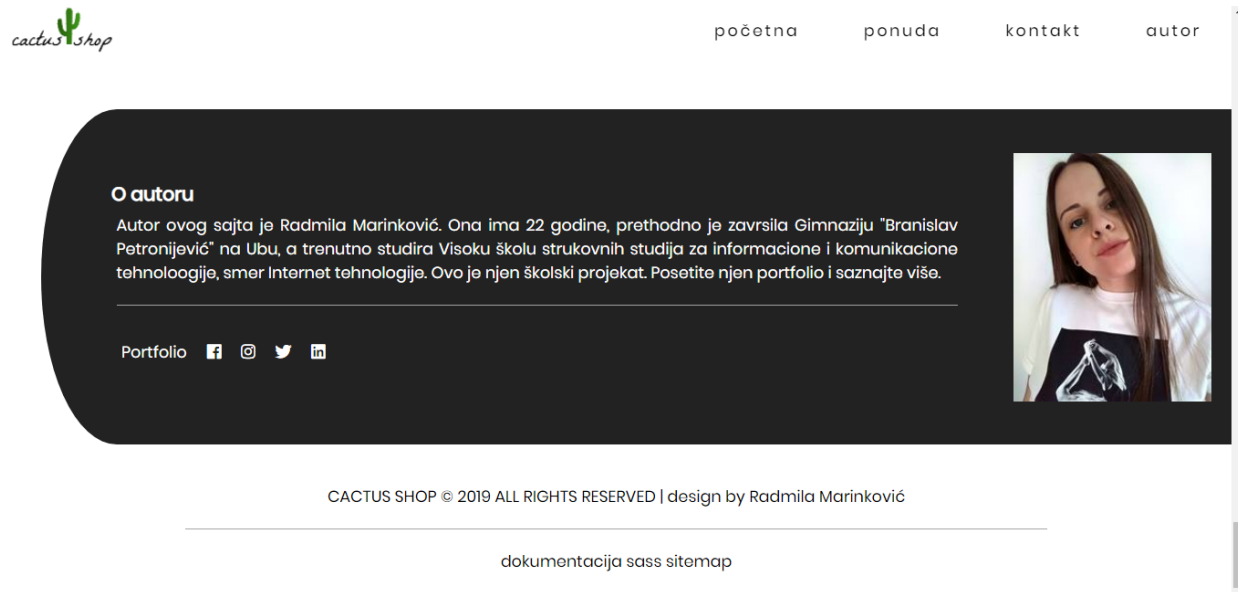 cactus shop
početna ponuda kontakt autor
O autoru
Autor ovog sajta je Radmila Marinković. Ona ima 22 godine, prethodno je zavrsila Gimnaziju "Branislav
Petronijević" na Ubu, a trenutno studira Visoku školu strukovnih studija za informacione i komunikacione
tehnoloogije, smer Internet tehnologije. Ovo je njen školski projekat. Posetite njen portfolio i saznajte više.
Portfolio
CACTUS SHOP © 2019 ALL RIGHTS RESERVED | design by Radmila Marinković
dokumentacija sass sitemap